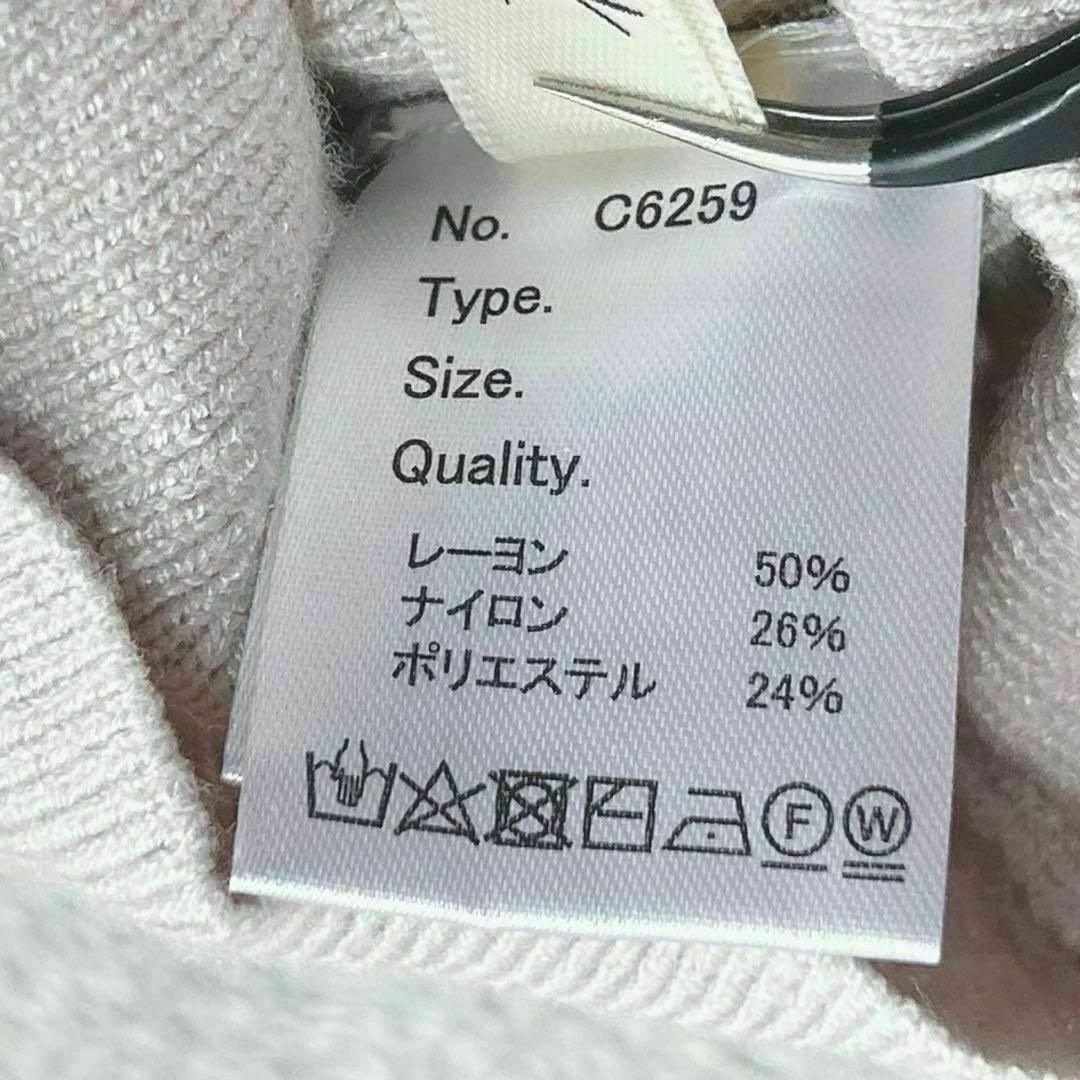 No. C6259
Type.
Size.
Quality.
レーヨン 50%
ナイロン 26%
ポリエステル 24%
F W